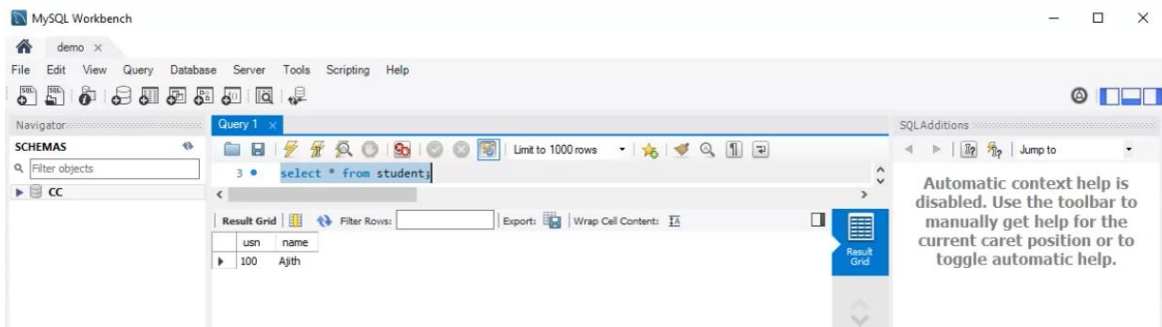 MySQL Workbench
demo
File Edit View Query Database Server Tools Scripting Help
Navigator
SCHEMAS
Filter objects
CC
Query 1
Limit to 1000 rows
3 select * from student;
Result Grid Filter Rows: Export: Wrap Cell Content:
usn name
100 Ajith
Result
Grid
SQLAdditions
Jump to
Automatic context help is
disabled. Use the toolbar to
manually get help for the
current caret position or to
toggle automatic help.